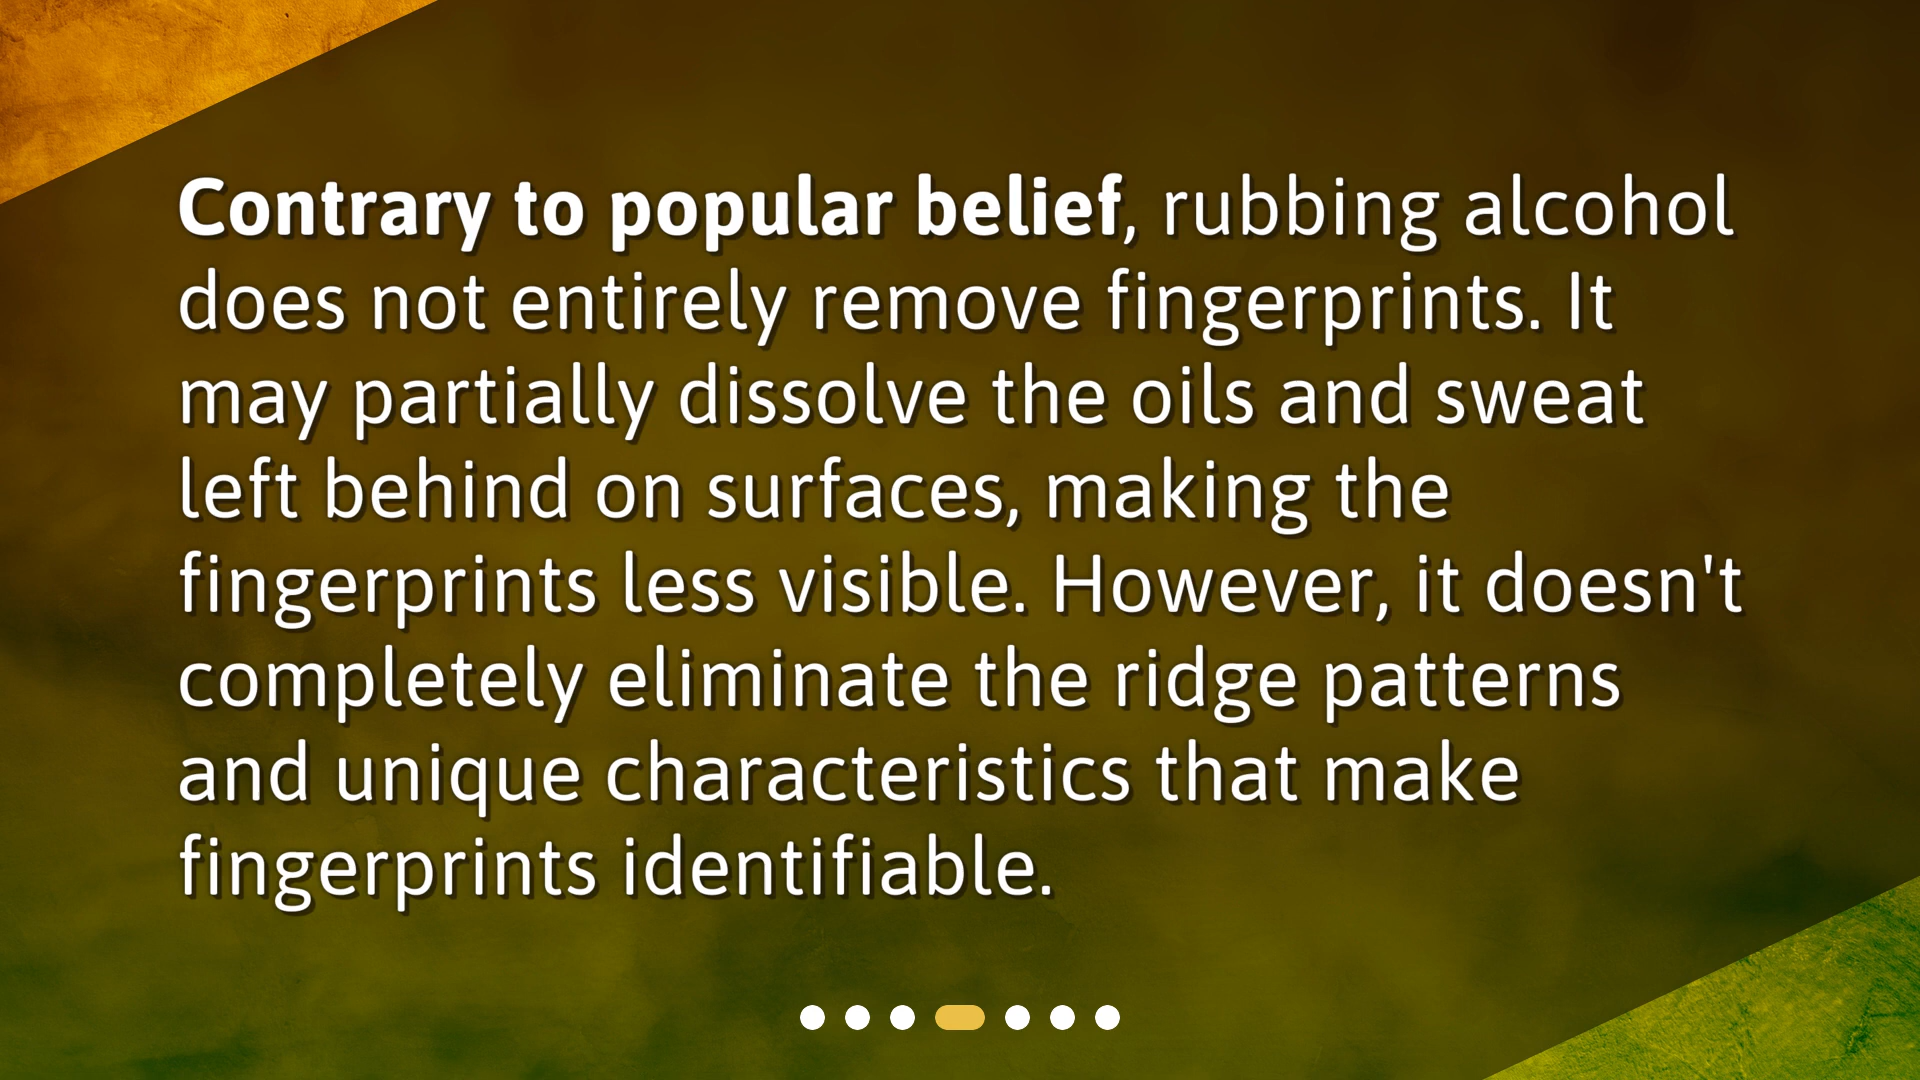 Contrary to popular belief, rubbing alcohol
does not entirely remove fingerprints. It
may partially dissolve the oils and sweat
left behind on surfaces, making the
fingerprints less visible. However, it doesn't
completely eliminate the ridge patterns
and unique characteristics that make
fingerprints identifiable.